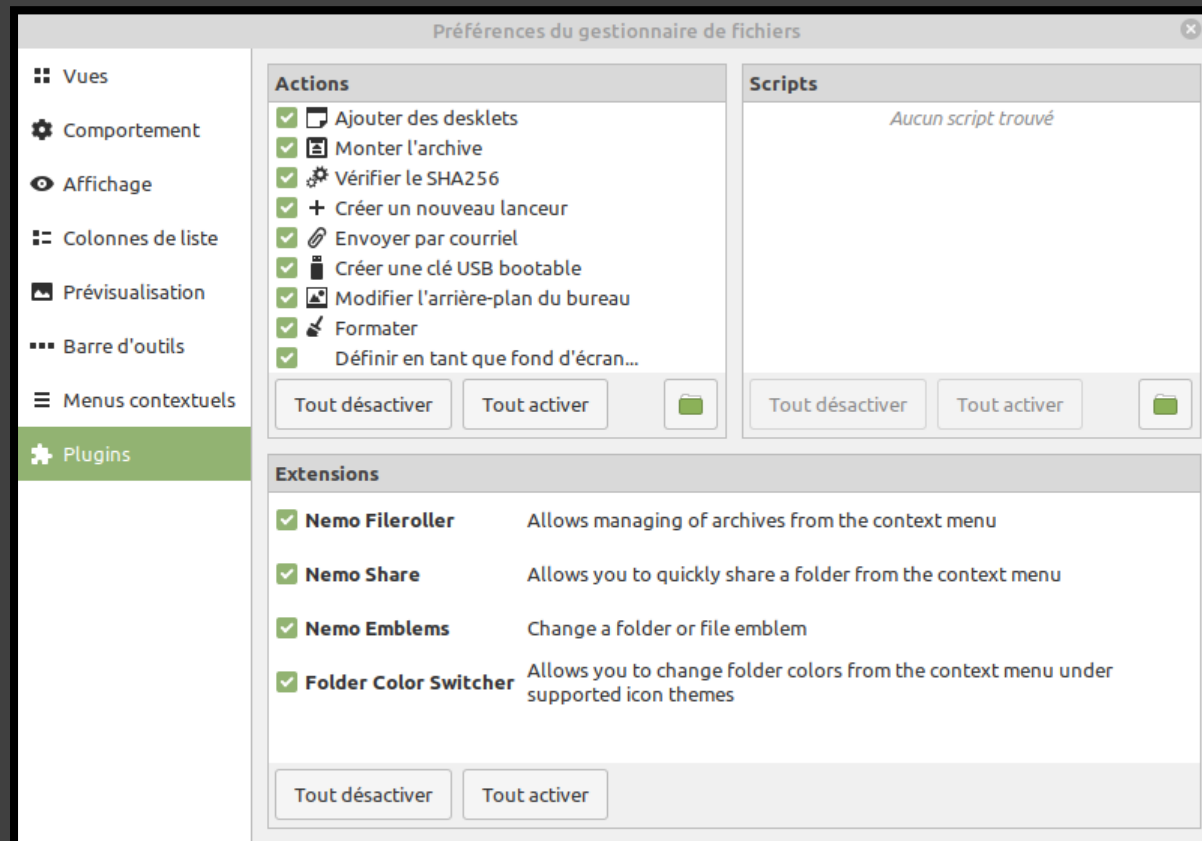 Préférences du gestionnaire de fichiers
Vues
Comportement
Affichage
Colonnes de liste
Prévisualisation
Barre d'outils
Menus contextuels
Plugins
Actions
Ajouter des desklets
Monter l'archive
Vérifier le SHA256
Créer un nouveau lanceur
Envoyer par courriel
Créer une clé USB bootable
Modifier l'arrière-plan du bureau
Formater
Définir en tant que fond d'écran...
Tout désactiver
Tout activer
Scripts
Aucun script trouvé
Tout désactiver
Tout activer
Extensions
Nemo Fileroller Allows managing of archives from the context menu
Nemo Share Allows you to quickly share a folder from the context menu
Nemo Emblems Change a folder or file emblem
Folder Color Switcher Allows you to change folder colors from the context menu under
supported icon themes
Tout désactiver
Tout activer